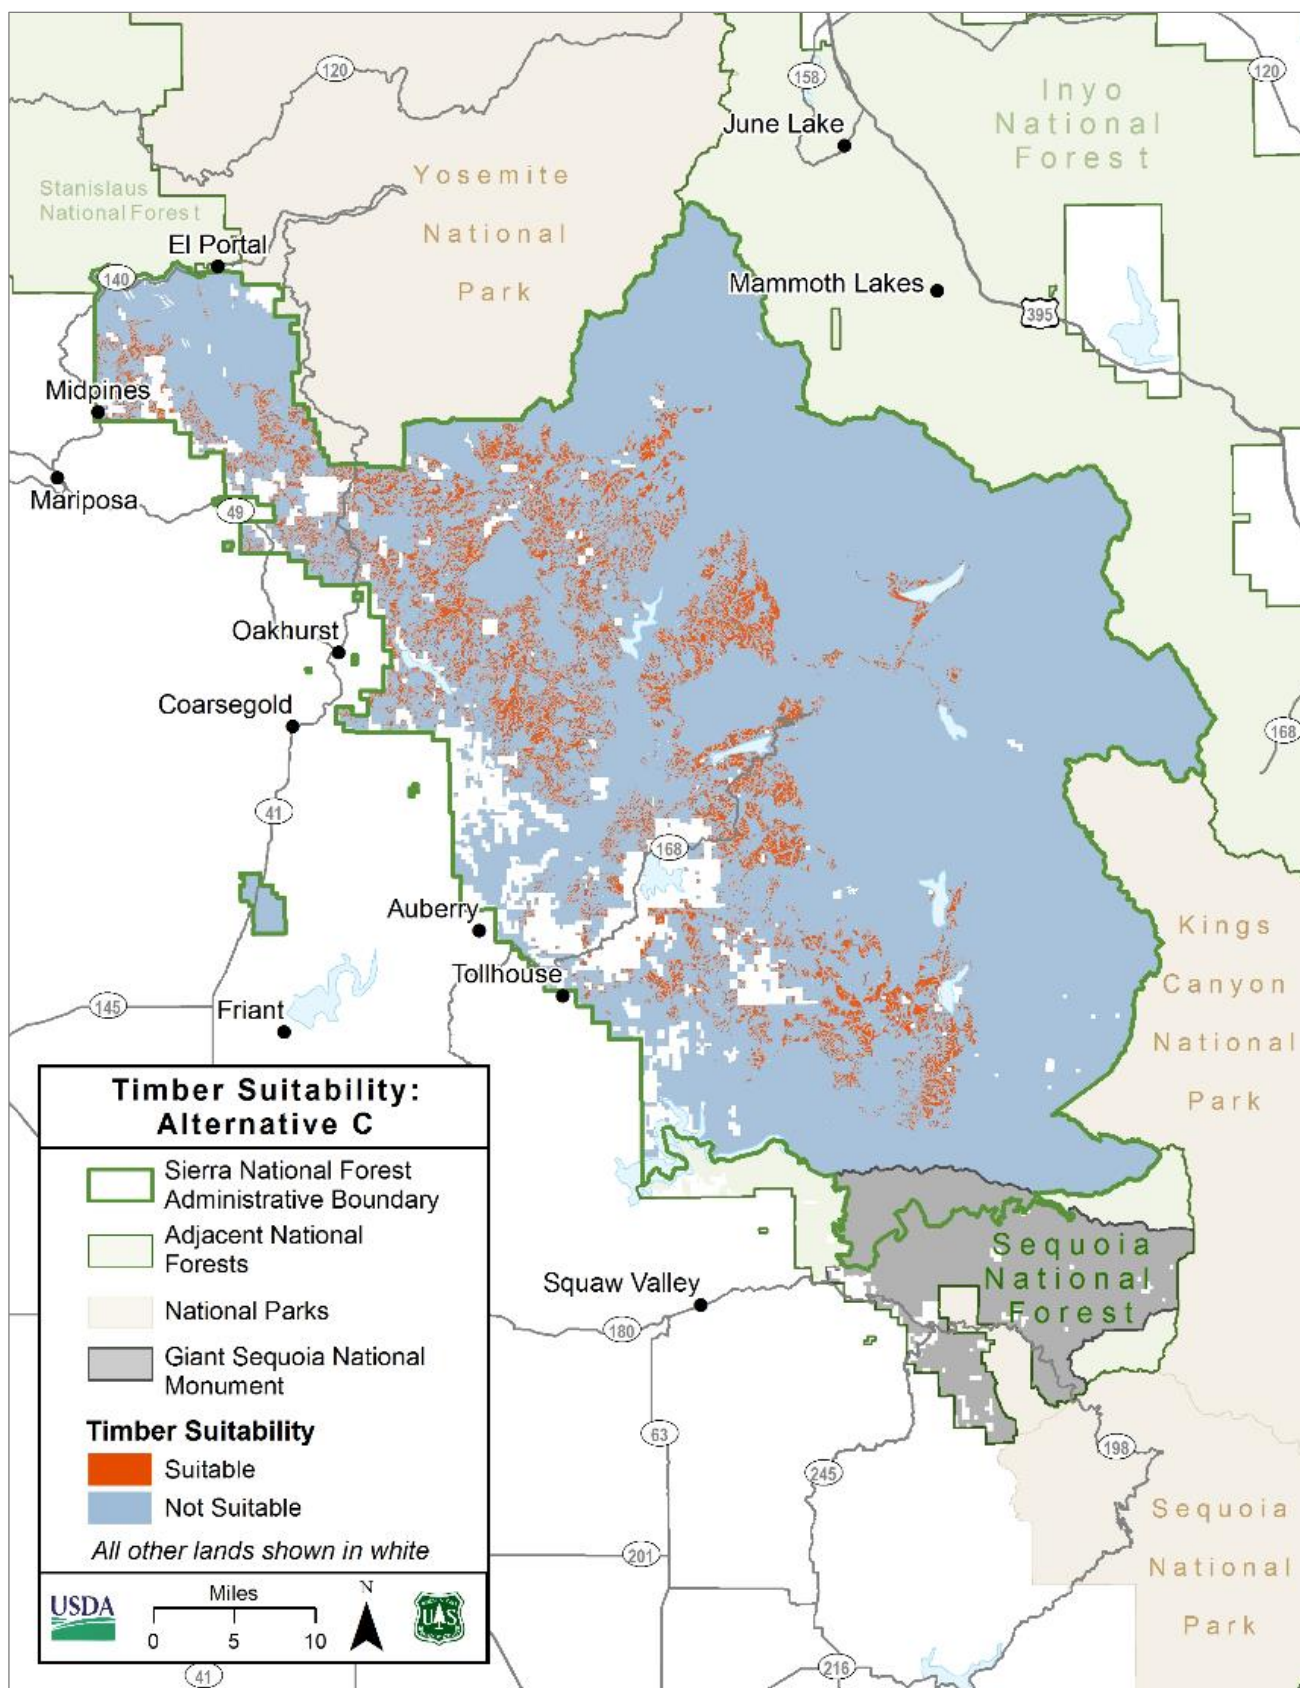 120
158
120
June Lake
Inyo
National
Forest
Yosemite
National
Park
Stanislaus
National Forest
El Portal
140
Mammoth Lakes
395
Midpines
Mariposa
49
Oakhurst
Coarsegold
168
41
168
Auberry
Tollhouse
Kings
Canyon
National
Park
145
Friant
Timber Suitability:
Alternative C
Sierra National Forest
Administrative Boundary
Adjacent National
Forests
National Parks
Giant Sequoia National
Monument
Timber Suitability
Suitable
Not Suitable
All other lands shown in white
USDA
Miles
0 5 10
N
U S
Sequoia
National
Forest
Squaw Valley
180
63
198
245
Sequoia
National
Park
201
216
41